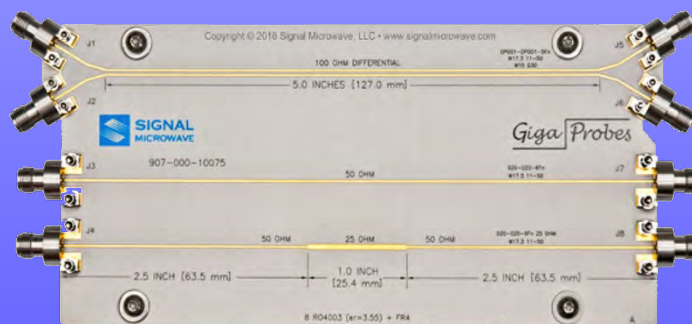 Copyright © 2016 Signal Microwave, LLC • www.signalmicrowave.com
J1
J5
100 OHM DIFFERENTIAL
5.0 INCHES [127.0 mm]
J2
J6
SIGNAL
MICROWAVE
Giga Probes
J3
907-000-10075
J7
50 OHM
J4
J8
50 OHM
25 OHM
50 OHM
2.5 INCH [63.5 mm]
1.0 INCH
[25.4 mm]
2.5 INCH [63.5 mm]
8 RO4003 (er=3.55) + FR4
A